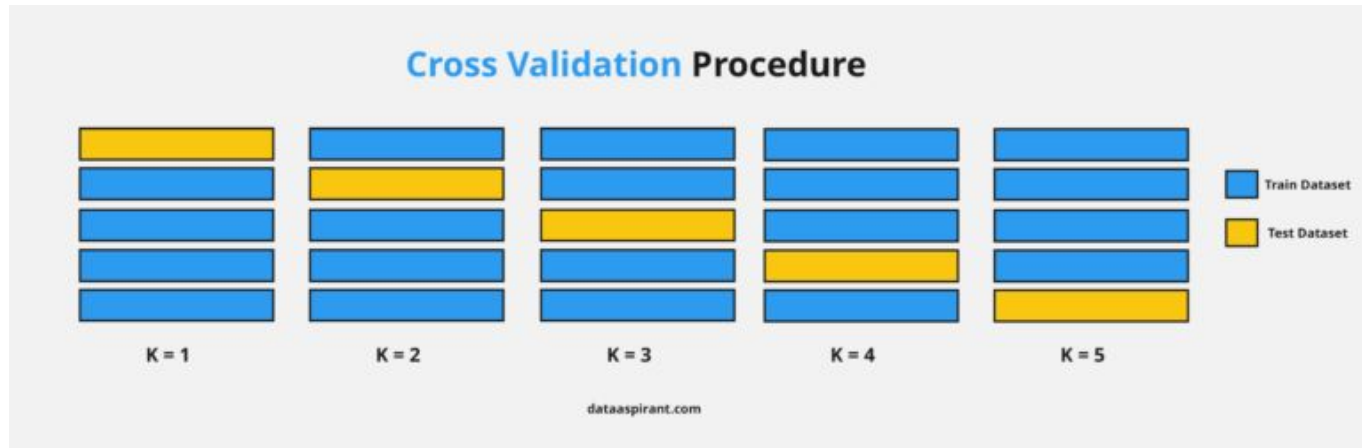 Cross Validation Procedure
Train Dataset
Test Dataset
K = 1 K = 2 K = 3 K = 4 K = 5
dataaspirant.com